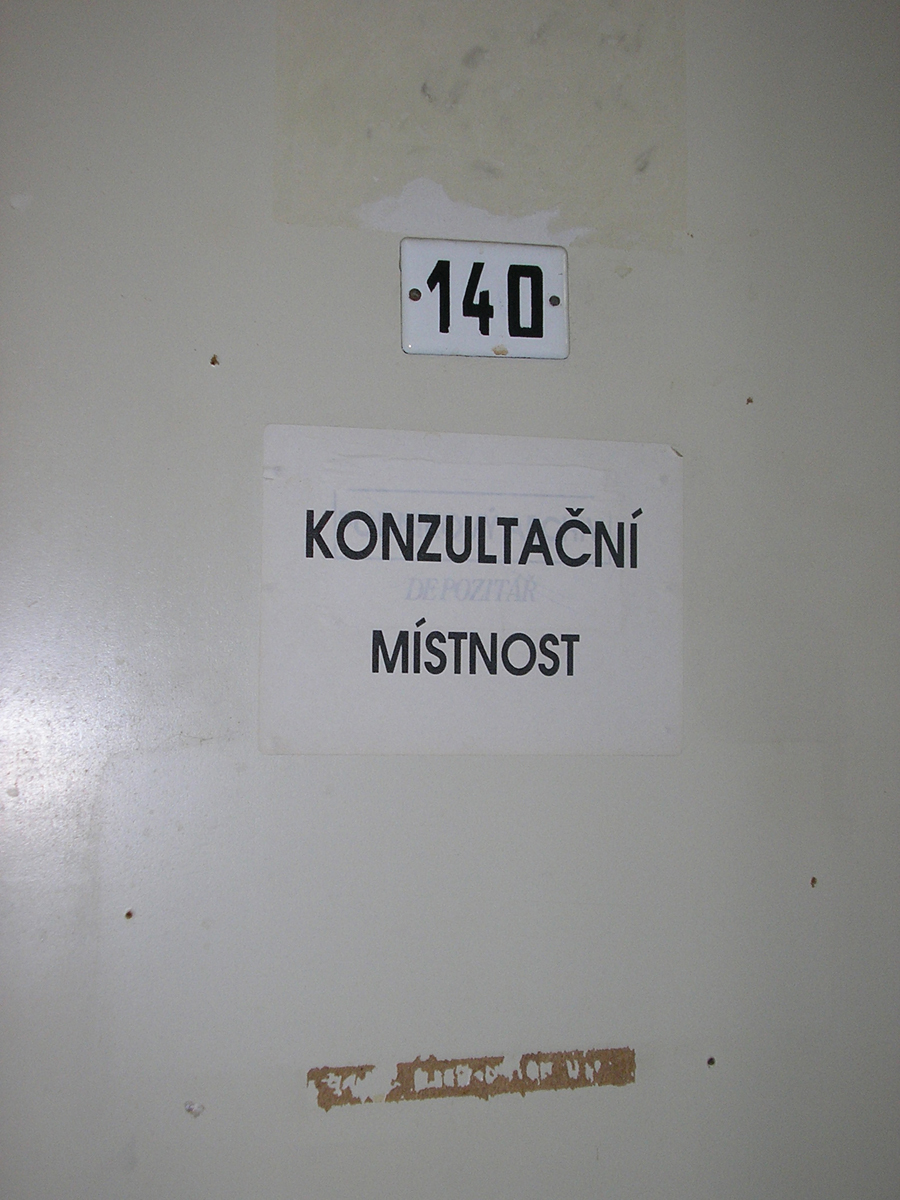 140
KONZULTAČNÍ
DEPOZITÁŘ
MÍSTNOST